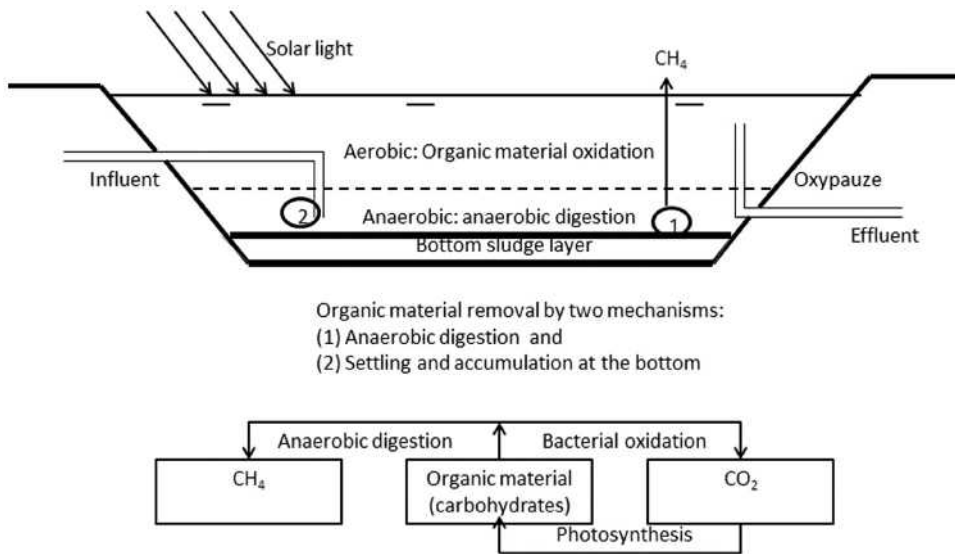 Solar light
CH₄
Aerobic: Organic material oxidation
Influent
Oxypauze
2
Anaerobic: anaerobic digestion
1
Effluent
Bottom sludge layer
Organic material removal by two mechanisms:
(1) Anaerobic digestion and
(2) Settling and accumulation at the bottom
Anaerobic digestion
Bacterial oxidation
CH₄
Organic material
(carbohydrates)
CO₂
Photosynthesis